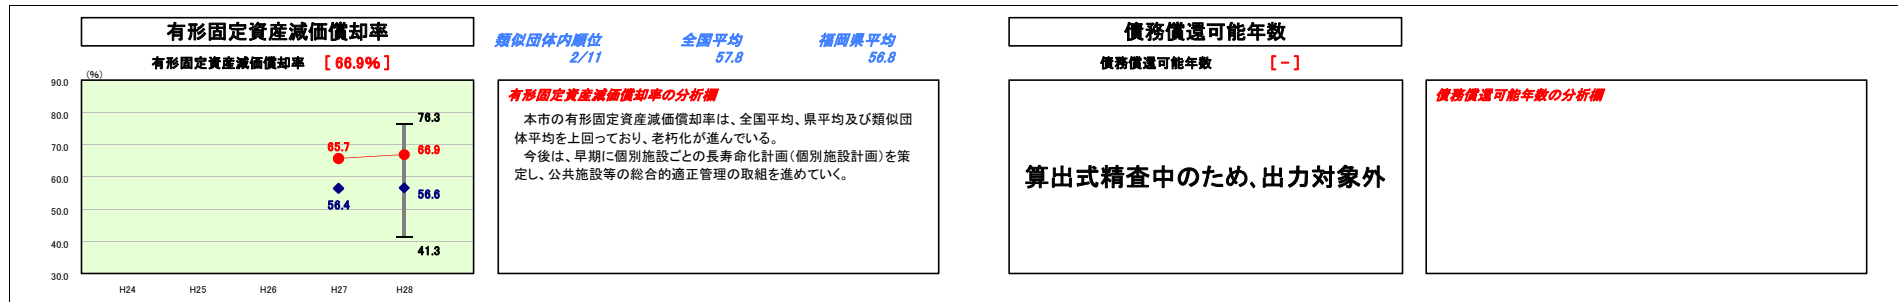 有形固定資産減価償却率
有形固定資産減価償却率 [ 66.9% ]
類似団体内順位 全国平均 福岡県平均
2/11 57.8 56.8
(%)
90.0
80.0
70.0
60.0
50.0
40.0
30.0
76.3
65.7
66.9
56.4
56.6
41.3
H24 H25 H26 H27 H28
有形固定資産減価償却率の分析欄
本市の有形固定資産減価償却率は、全国平均、県平均及び類似団
体平均を上回っており、老朽化が進んでいる。
今後は、早期に個別施設ごとの長寿命化計画(個別施設計画)を策
定し、公共施設等の総合的適正管理の取組を進めていく。
債務償還可能年数
債務償還可能年数 [ - ]
算出式精査中のため、出力対象外
債務償還可能年数の分析欄